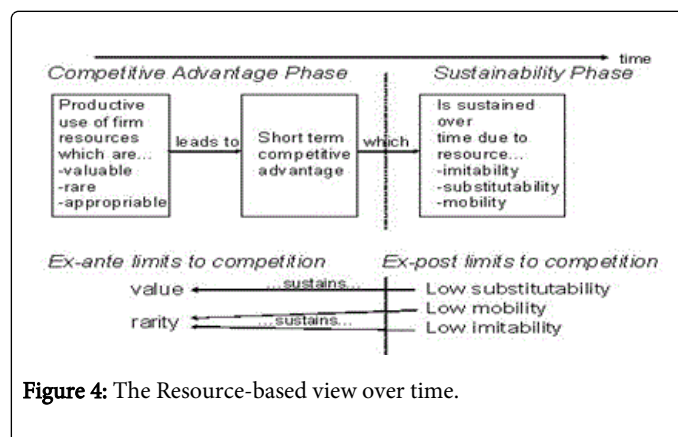 time
Competitive Advantage Phase
Sustainability Phase
Productive
use of firm
resources
which are...
-valuable
-rare
-appropriable
leads to
Short term
competitive
advantage
which
Is sustained
over
time due to
resource...
-imitability
-substitutability
-mobility
Ex-ante limits to competition
Ex-post limits to competition
value
...sustains...
Low substitutability
rarity
...sustains...
Low mobility
Low imitability
Figure 4: The Resource-based view over time.